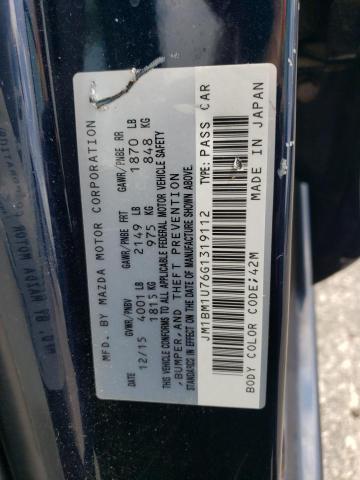 MFD. BY MAZDA MOTOR CORPORATION
DATE GVWR/PNBV GAWR/PNBE FRT GAWR/PNBE RR
12/15 4001 LB 2149 LB 1870 LB
1815 KG 975 KG 848 KG
THIS VEHICLE CONFORMS TO ALL APPLICABLE FEDERAL MOTOR VEHICLE SAFETY
,BUMPER,AND THEFT PREVENTION
STANDARDS IN EFFECT ON THE DATE OF MANUFACTURE SHOWN ABOVE.
JM1BM1U76G1319112 TYPE: PASS CAR
BODY COLOR CODE:42M MADE IN JAPAN